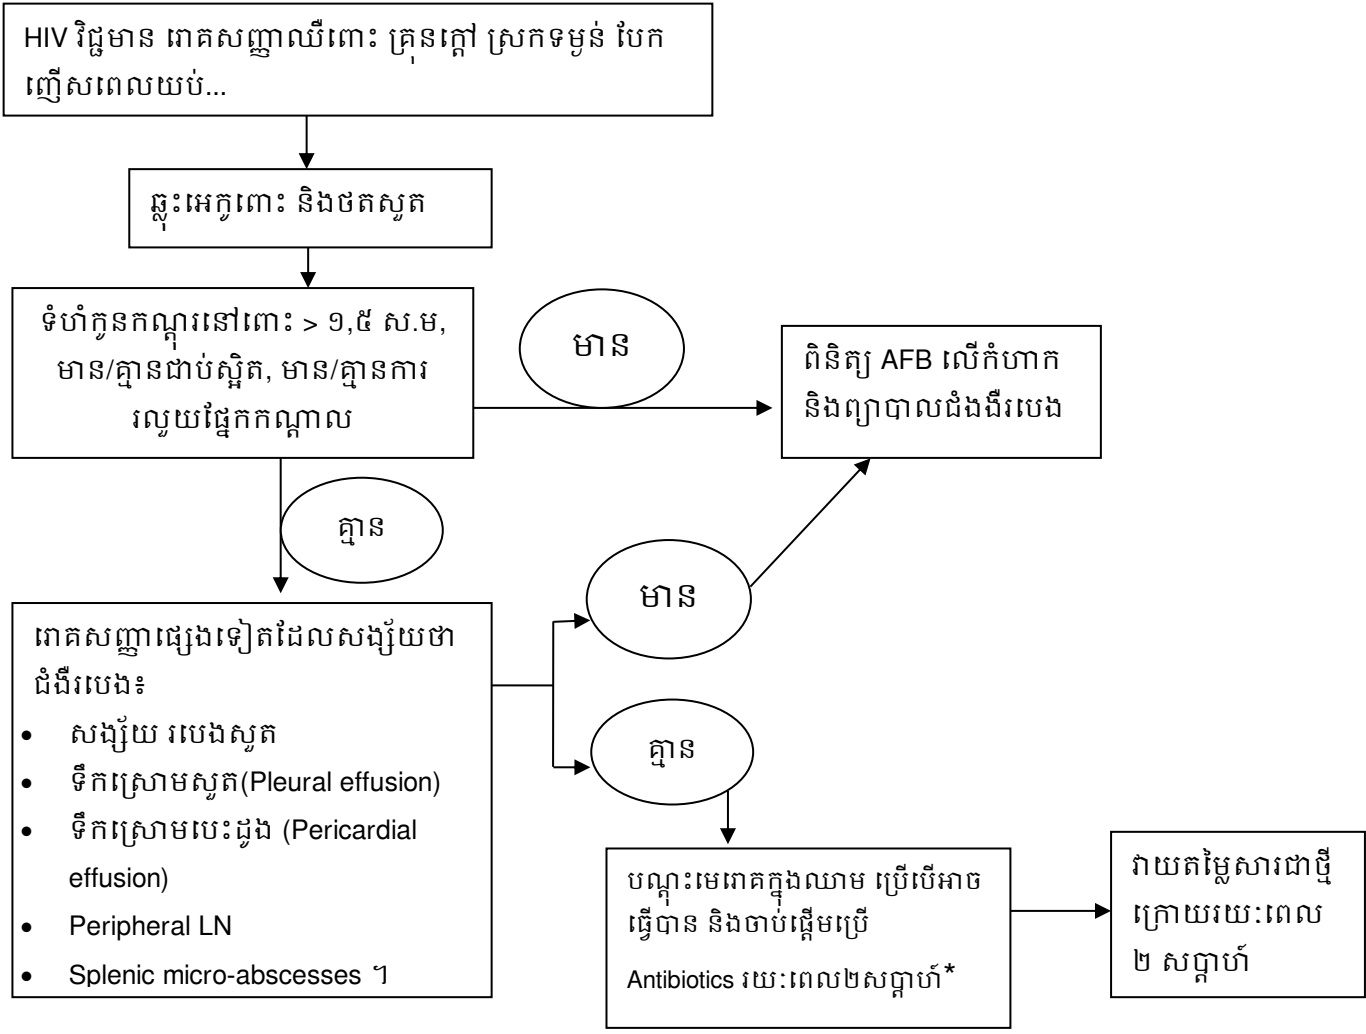 HIV វិជ្ជមាន រោគសញ្ញាឈឺពោះ គ្រុនក្តៅ ស្រកទម្ងន់ បែក
ញើសពេលយប់...
ឆ្លុះអេកូពោះ និងថតសួត
ទំហំកូនកណ្តុរនៅពោះ > ១,៥ ស.ម,
មាន/គ្មានជាប់ស្អិត, មាន/គ្មានការ
រលួយផ្នែកកណ្តាល
មាន
ពិនិត្យ AFB លើកំហាក
និងព្យាបាលជំងងឺរបេង
គ្មាន
រោគសញ្ញាផ្សេងទៀតដែលសង្ស័យថា
ជំងឺរបេង៖
• សង្ស័យ របេងសួត
• ទឹកស្រោមសួត(Pleural effusion)
• ទឹកស្រោមបេះដូង (Pericardial
effusion)
• Peripheral LN
• Splenic micro-abscesses ។
មាន
គ្មាន
បណ្តុះមេរោគក្នុងឈាម ប្រើបើអាច
ធ្វើបាន និងចាប់ផ្តើមប្រើ
Antibiotics រយៈពេល២សប្តាហ៍*
វាយតម្លៃសារជាថ្មី
ក្រោយរយៈពេល
២ សប្តាហ៍